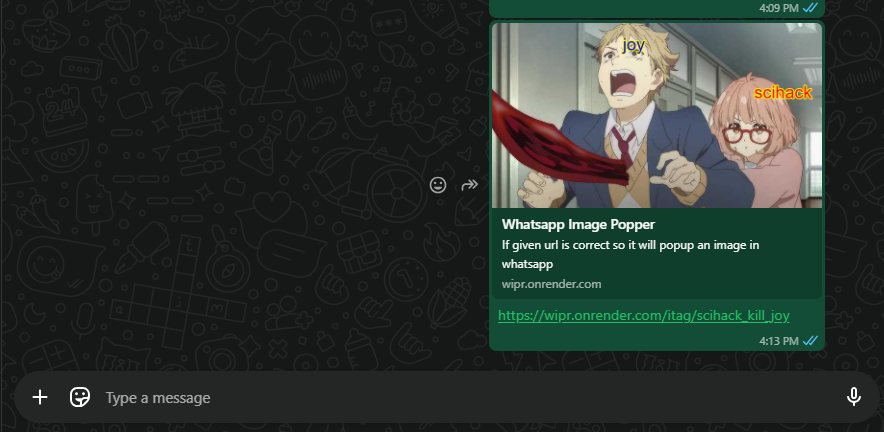 4:09 PM
joy
scihack
Whatsapp Image Popper
If given url is correct so it will popup an image in
whatsapp
wipr.onrender.com
https://wipr.onrender.com/itag/scihack_kill_joy
4:13 PM
Type a message